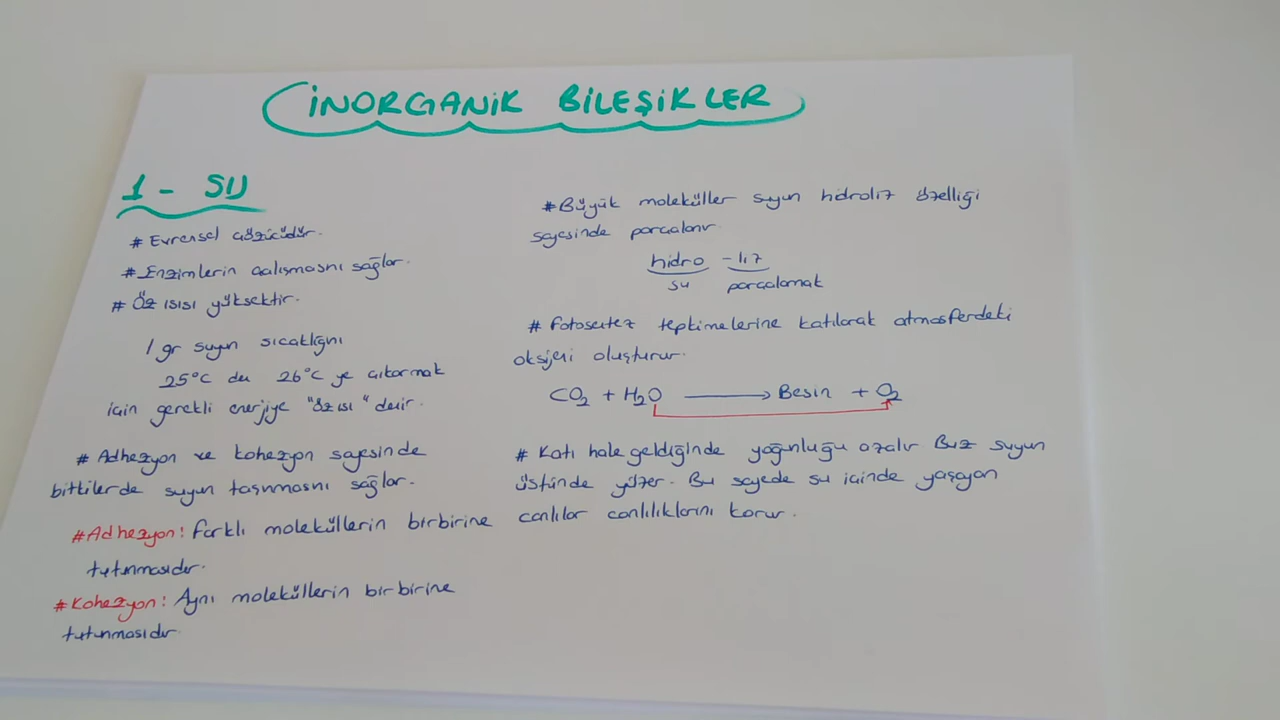 İNORGANİK BİLEŞİKLER
1 - SU
# Evrensel çözücüdür.
# Enzimlerin çalışmasını sağlar.
# Öz ısısı yüksektir.
1 gr suyun sıcaklığını
25°C den 26°C ye çıkarmak
için gerekli enerjiye "öz ısı" denir.
# Adhezyon ve kohezyon sayesinde
bitkilerde suyun taşınmasını sağlar.
# Adhezyon: Farklı moleküllerin birbirine
tutunmasıdır.
# Kohezyon: Aynı moleküllerin birbirine
tutunmasıdır.
# Büyük moleküller suyun hidroliz özelliği
sayesinde parçalanır.
hidro - liz
su parçalamak
# Fotosentez tepkimelerine katılarak atmosferdeki
oksijeni oluşturur.
CO₂ + H₂O → Besin + O₂
# Katı hale geldiğinde yoğunluğu azalır Buz suyun
üstünde yüzer. Bu sayede su içinde yaşayan
canlılar canlılıklarını korur.